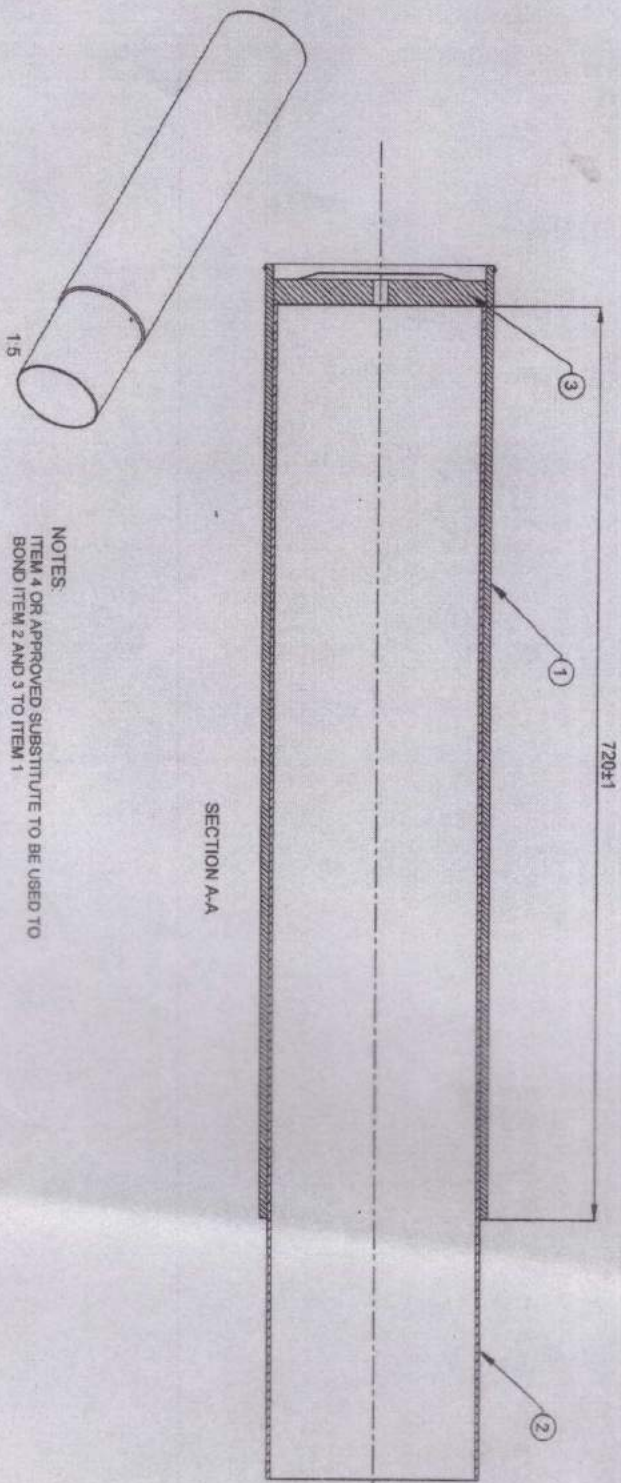 720±1
3
1
2
SECTION A-A
1:5
NOTES:
ITEM 4 OR APPROVED SUBSTITUTE TO BE USED TO
BOND ITEM 2 AND 3 TO ITEM 1